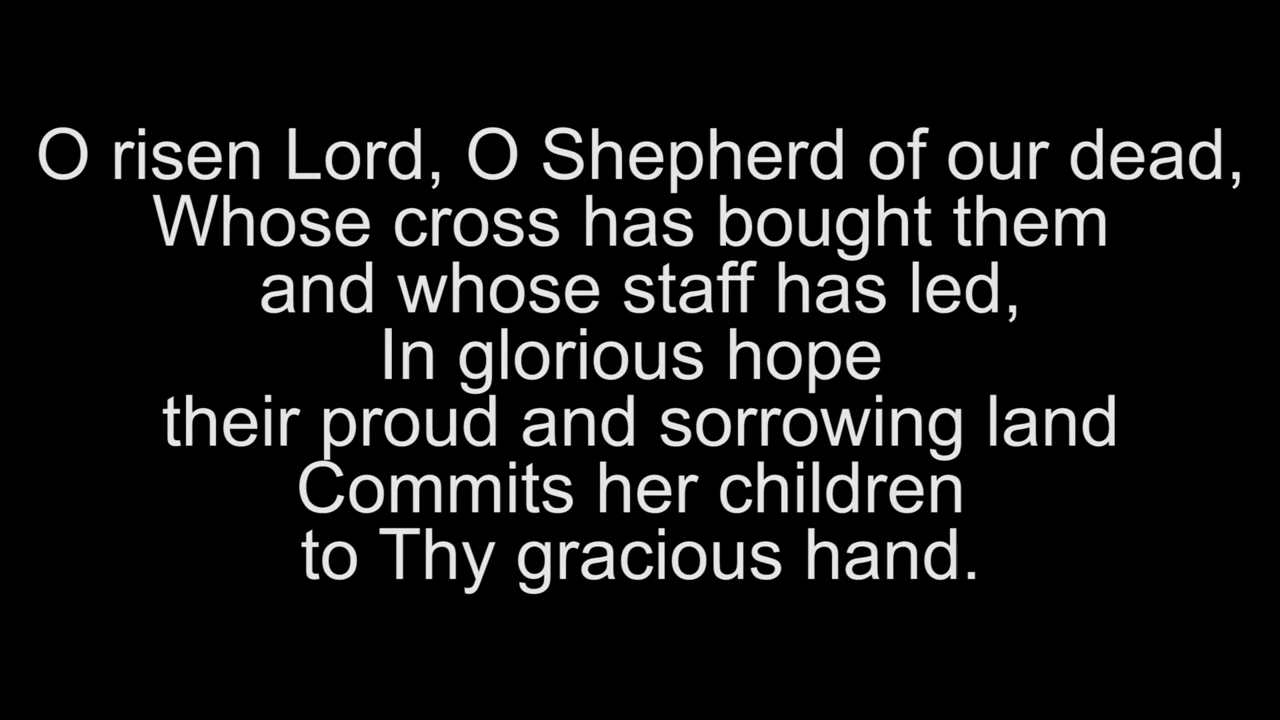 O risen Lord, O Shepherd of our dead,
Whose cross has bought them
and whose staff has led,
In glorious hope
their proud and sorrowing land
Commits her children
to Thy gracious hand.